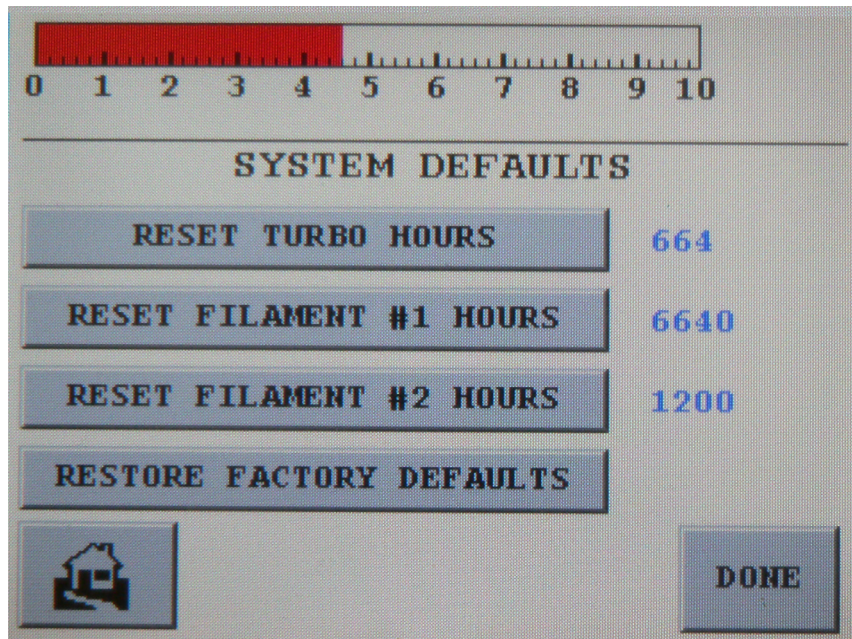 0 1 2 3 4 5 6 7 8 9 10
SYSTEM DEFAULTS
RESET TURBO HOURS 664
RESET FILAMENT #1 HOURS 6640
RESET FILAMENT #2 HOURS 1200
RESTORE FACTORY DEFAULTS
DONE